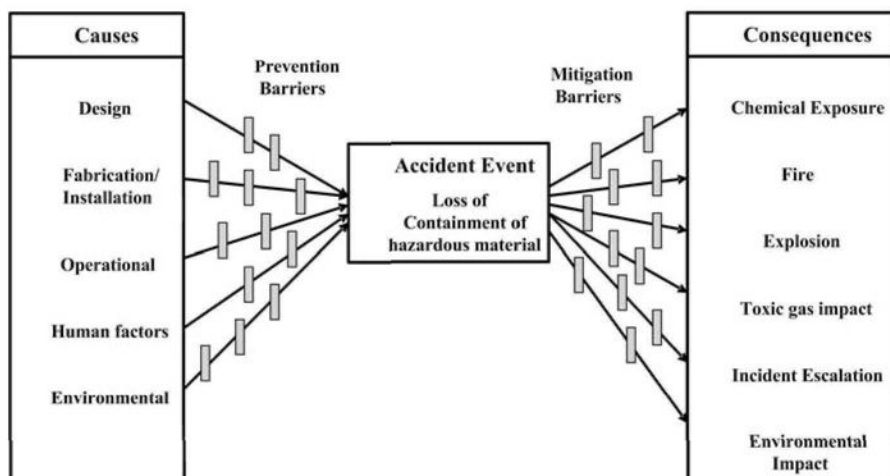 Causes
Design
Fabrication/
Installation
Operational
Human factors
Environmental
Prevention
Barriers
Accident Event
Loss of
Containment of
hazardous material
Mitigation
Barriers
Consequences
Chemical Exposure
Fire
Explosion
Toxic gas impact
Incident Escalation
Environmental
Impact